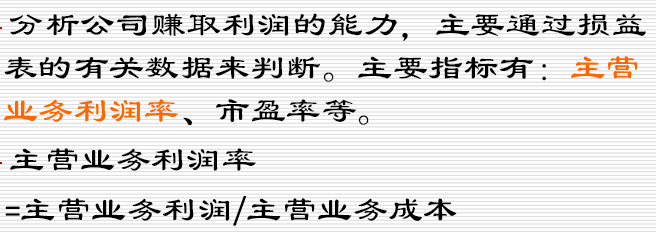 分析公司赚取利润的能力，主要通过损益
表的有关数据来判断。主要指标有：主营
业务利润率、市盈率等。
主营业务利润率
=主营业务利润/主营业务成本